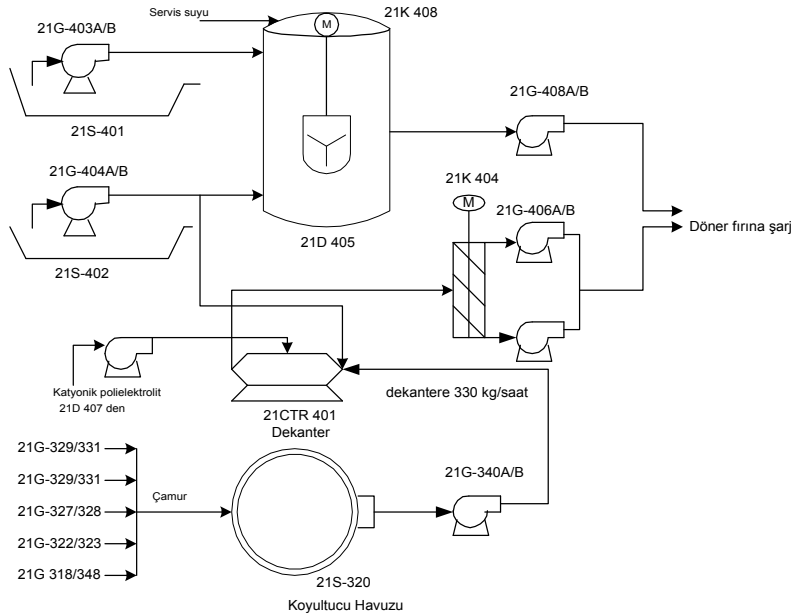 Servis suyu
M
21K 408
21G-403A/B
21S-401
21G-404A/B
21S-402
21D 405
21G-408A/B
21K 404
M
21G-406A/B
Döner fırına şarj
Katyonik polielektrolit
21D 407 den
21CTR 401
Dekanter
dekantere 330 kg/saat
21G-340A/B
21G-329/331
21G-329/331
21G-327/328
21G-322/323
21G 318/348
Çamur
21S-320
Koyultucu Havuzu